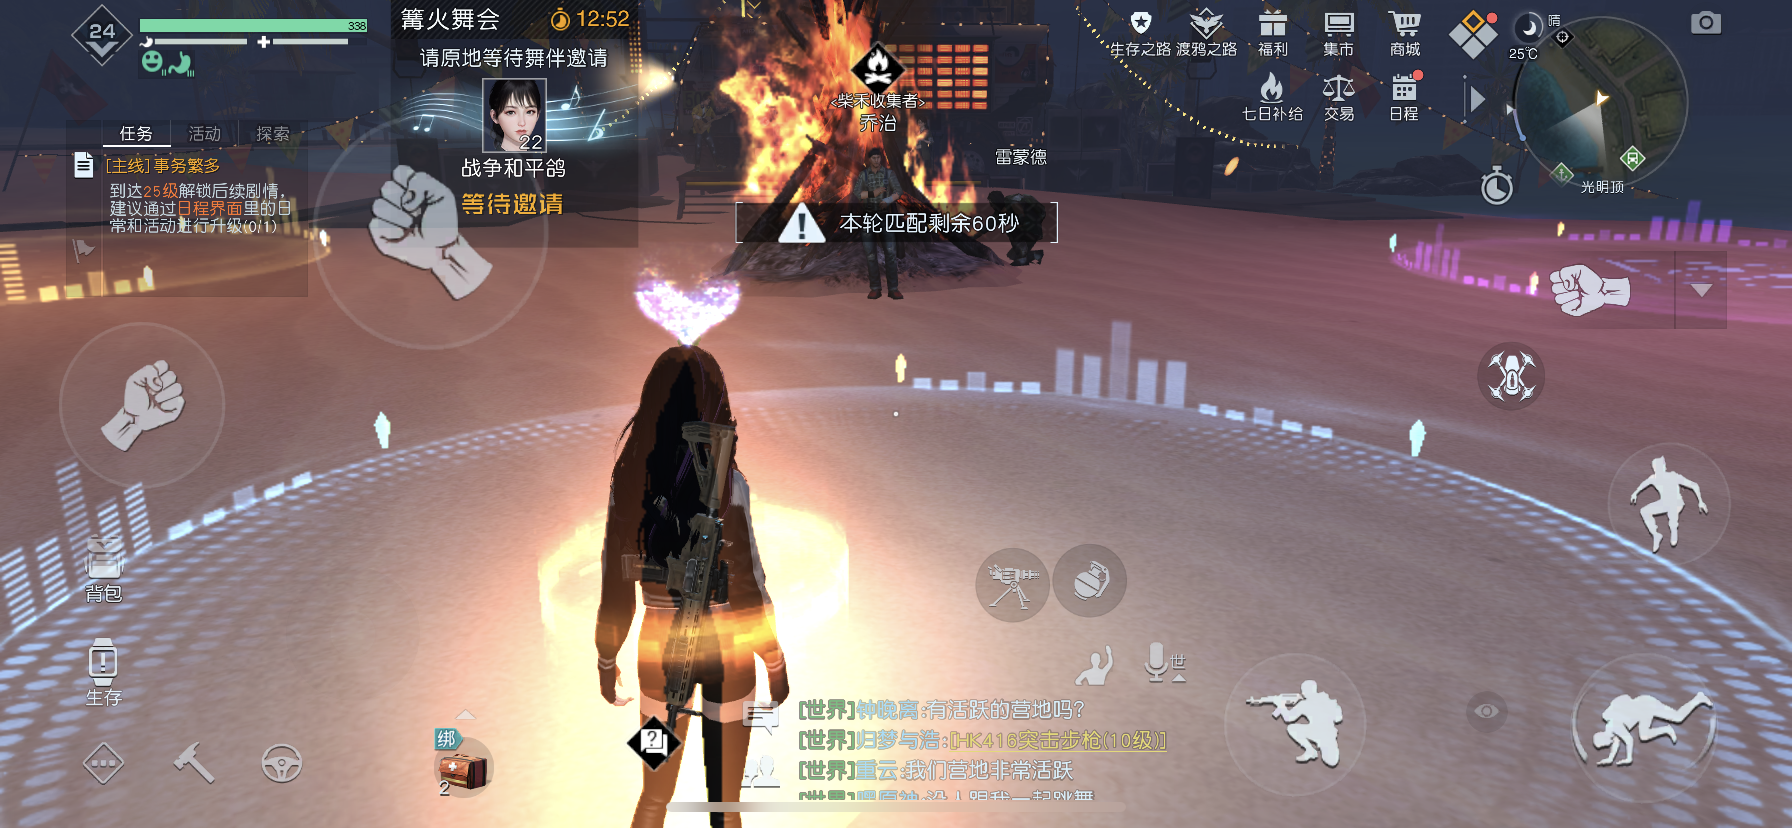 24
338
篝火舞会
12:52
请原地等待舞伴邀请
22
战争和平鸽
等待邀请
任务
活动
探索
[主线]事务繁多
到达25级解锁后续剧情,
建议通过日程界面里的日
常和活动进行升级(0/1)
<柴禾收集者>
乔治
雷蒙德
本轮匹配剩余60秒
生存之路
渡鸦之路
福利
集市
商城
晴
25℃
七日补给
交易
日程
光明顶
背包
生存
绑
2
世
[世界]钟晚离:有活跃的营地吗?
[世界]归梦与浩:[HK416突击步枪(10级)]
[世界]重云:我们营地非常活跃